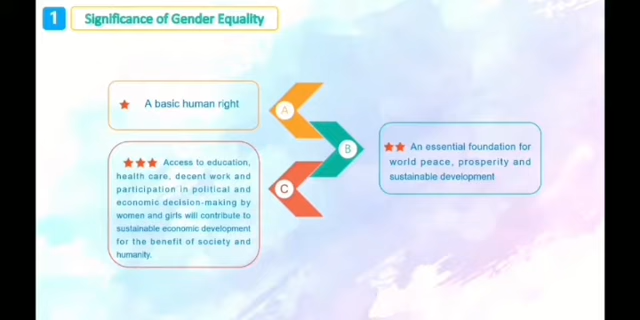 1 Significance of Gender Equality
A
A basic human right
B
An essential foundation for
world peace, prosperity and
sustainable development
C
Access to education,
health care, decent work and
participation in political and
economic decision-making by
women and girls will contribute to
sustainable economic development
for the benefit of society and
humanity.